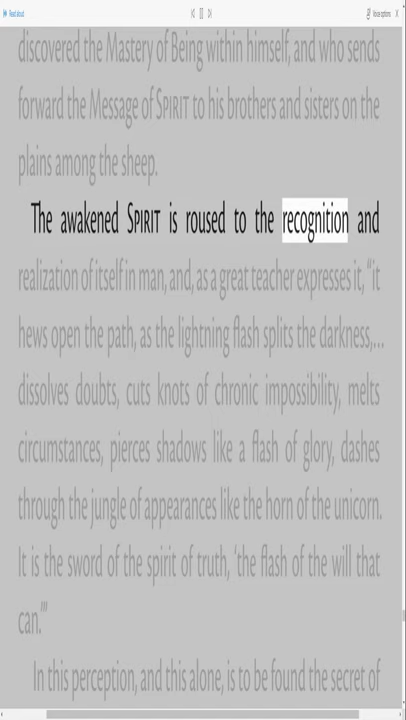 Read aloud
Voice options
discovered the Mastery of Being within himself, and who sends
forward the Message of SPIRIT to his brothers and sisters on the
plains among the sheep.
The awakened SPIRIT is roused to the recognition and
realization of itself in man, and, as a great teacher expresses it, “it
hews open the path, as the lightning flash splits the darkness,...
dissolves doubts, cuts knots of chronic impossibility, melts
circumstances, pierces shadows like a flash of glory, dashes
through the jungle of appearances like the horn of the unicorn.
It is the sword of the spirit of truth, ‘the flash of the will that
can.’”
In this perception, and this alone, is to be found the secret of